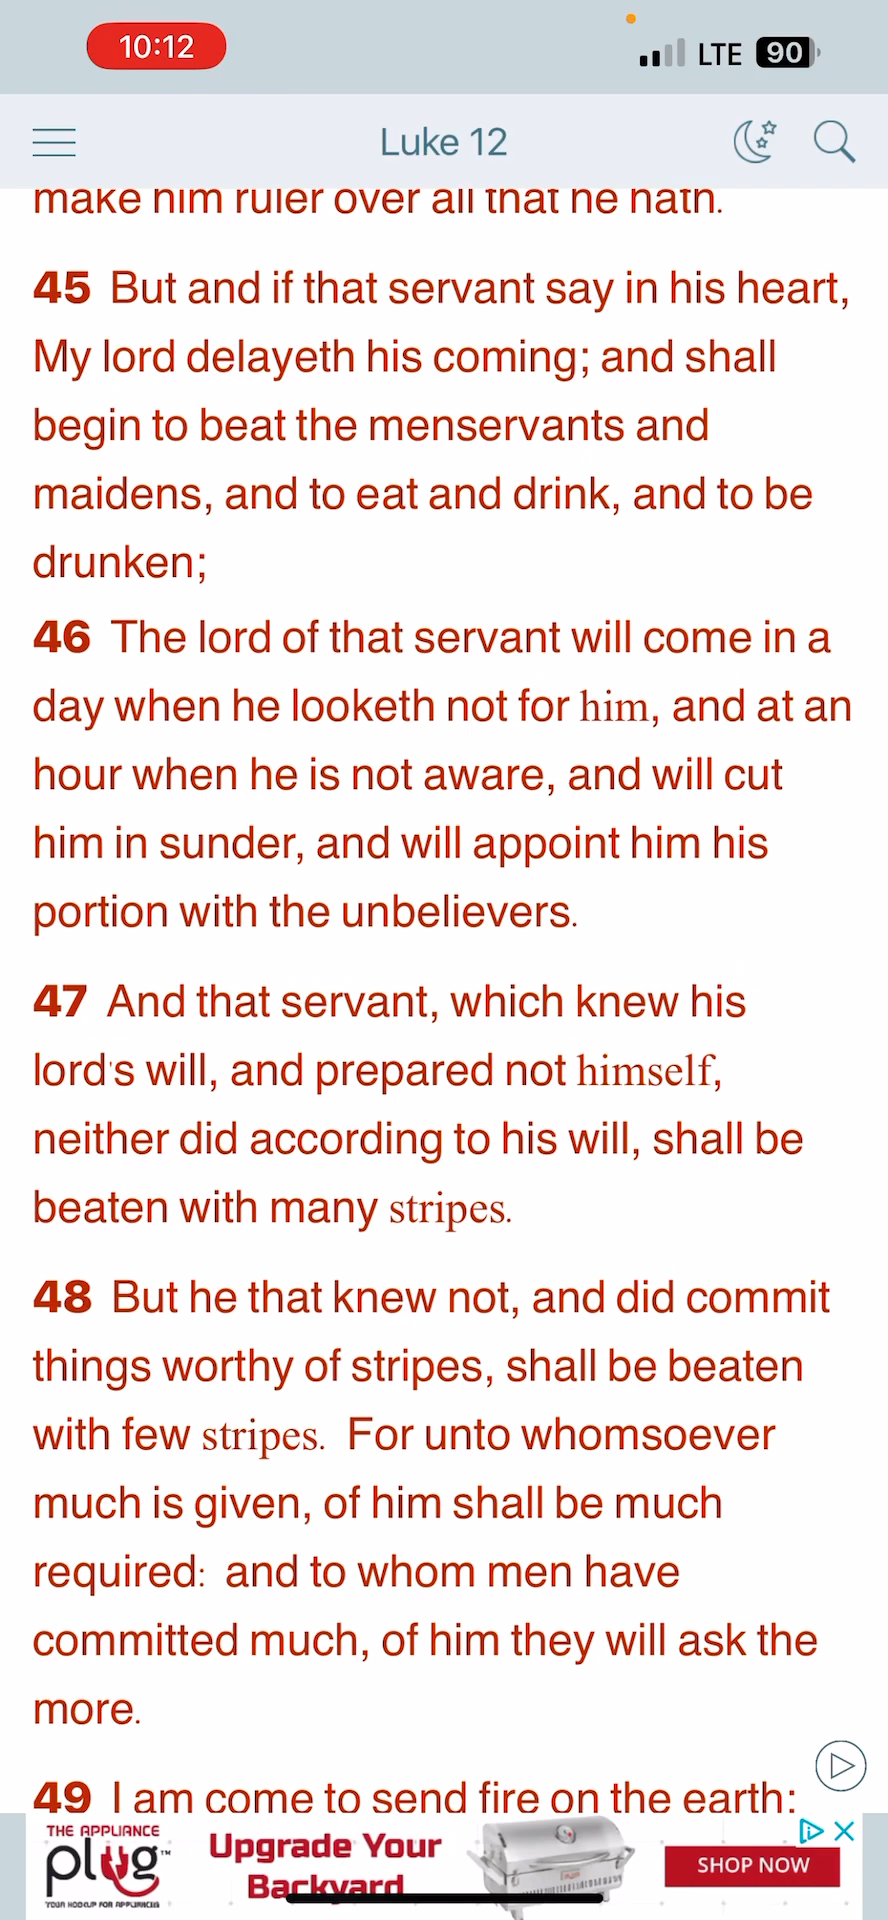 10:12
LTE 90
Luke 12
make him ruler over all that he hath.
45 But and if that servant say in his heart,
My lord delayeth his coming; and shall
begin to beat the menservants and
maidens, and to eat and drink, and to be
drunken;
46 The lord of that servant will come in a
day when he looketh not for him, and at an
hour when he is not aware, and will cut
him in sunder, and will appoint him his
portion with the unbelievers.
47 And that servant, which knew his
lord's will, and prepared not himself,
neither did according to his will, shall be
beaten with many stripes.
48 But he that knew not, and did commit
things worthy of stripes, shall be beaten
with few stripes. For unto whomsoever
much is given, of him shall be much
required: and to whom men have
committed much, of him they will ask the
more.
49 I am come to send fire on the earth:
THE APPLIANCE
plug™
YOUR HOOKUP FOR APPLIANCES
Upgrade Your
Backyard
SHOP NOW